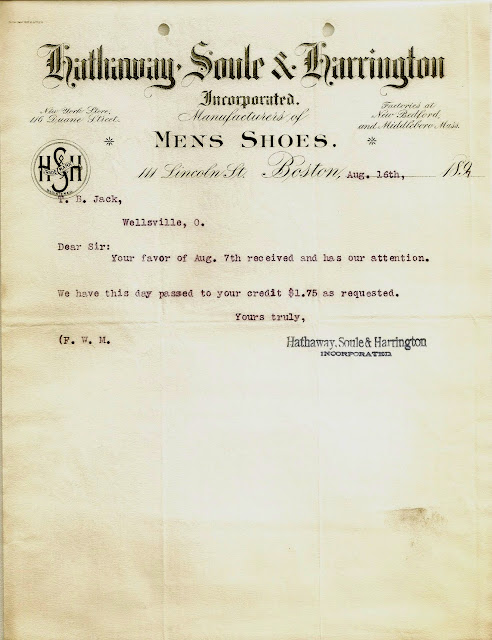 Hathaway, Soule & Harrington
Incorporated.
New York Store,
116 Duane Street.
Manufacturers of
Factories at
New Bedford,
and Middleboro Mass.
MENS SHOES.
HSH
111 Lincoln St. Boston, Aug. 16th, 189
T. B. Jack,
Wellsville, O.
Dear Sir:
Your favor of Aug. 7th received and has our attention.
We have this day passed to your credit $1.75 as requested.
Yours truly,
(F. W. M.
Hathaway, Soule & Harrington
INCORPORATED